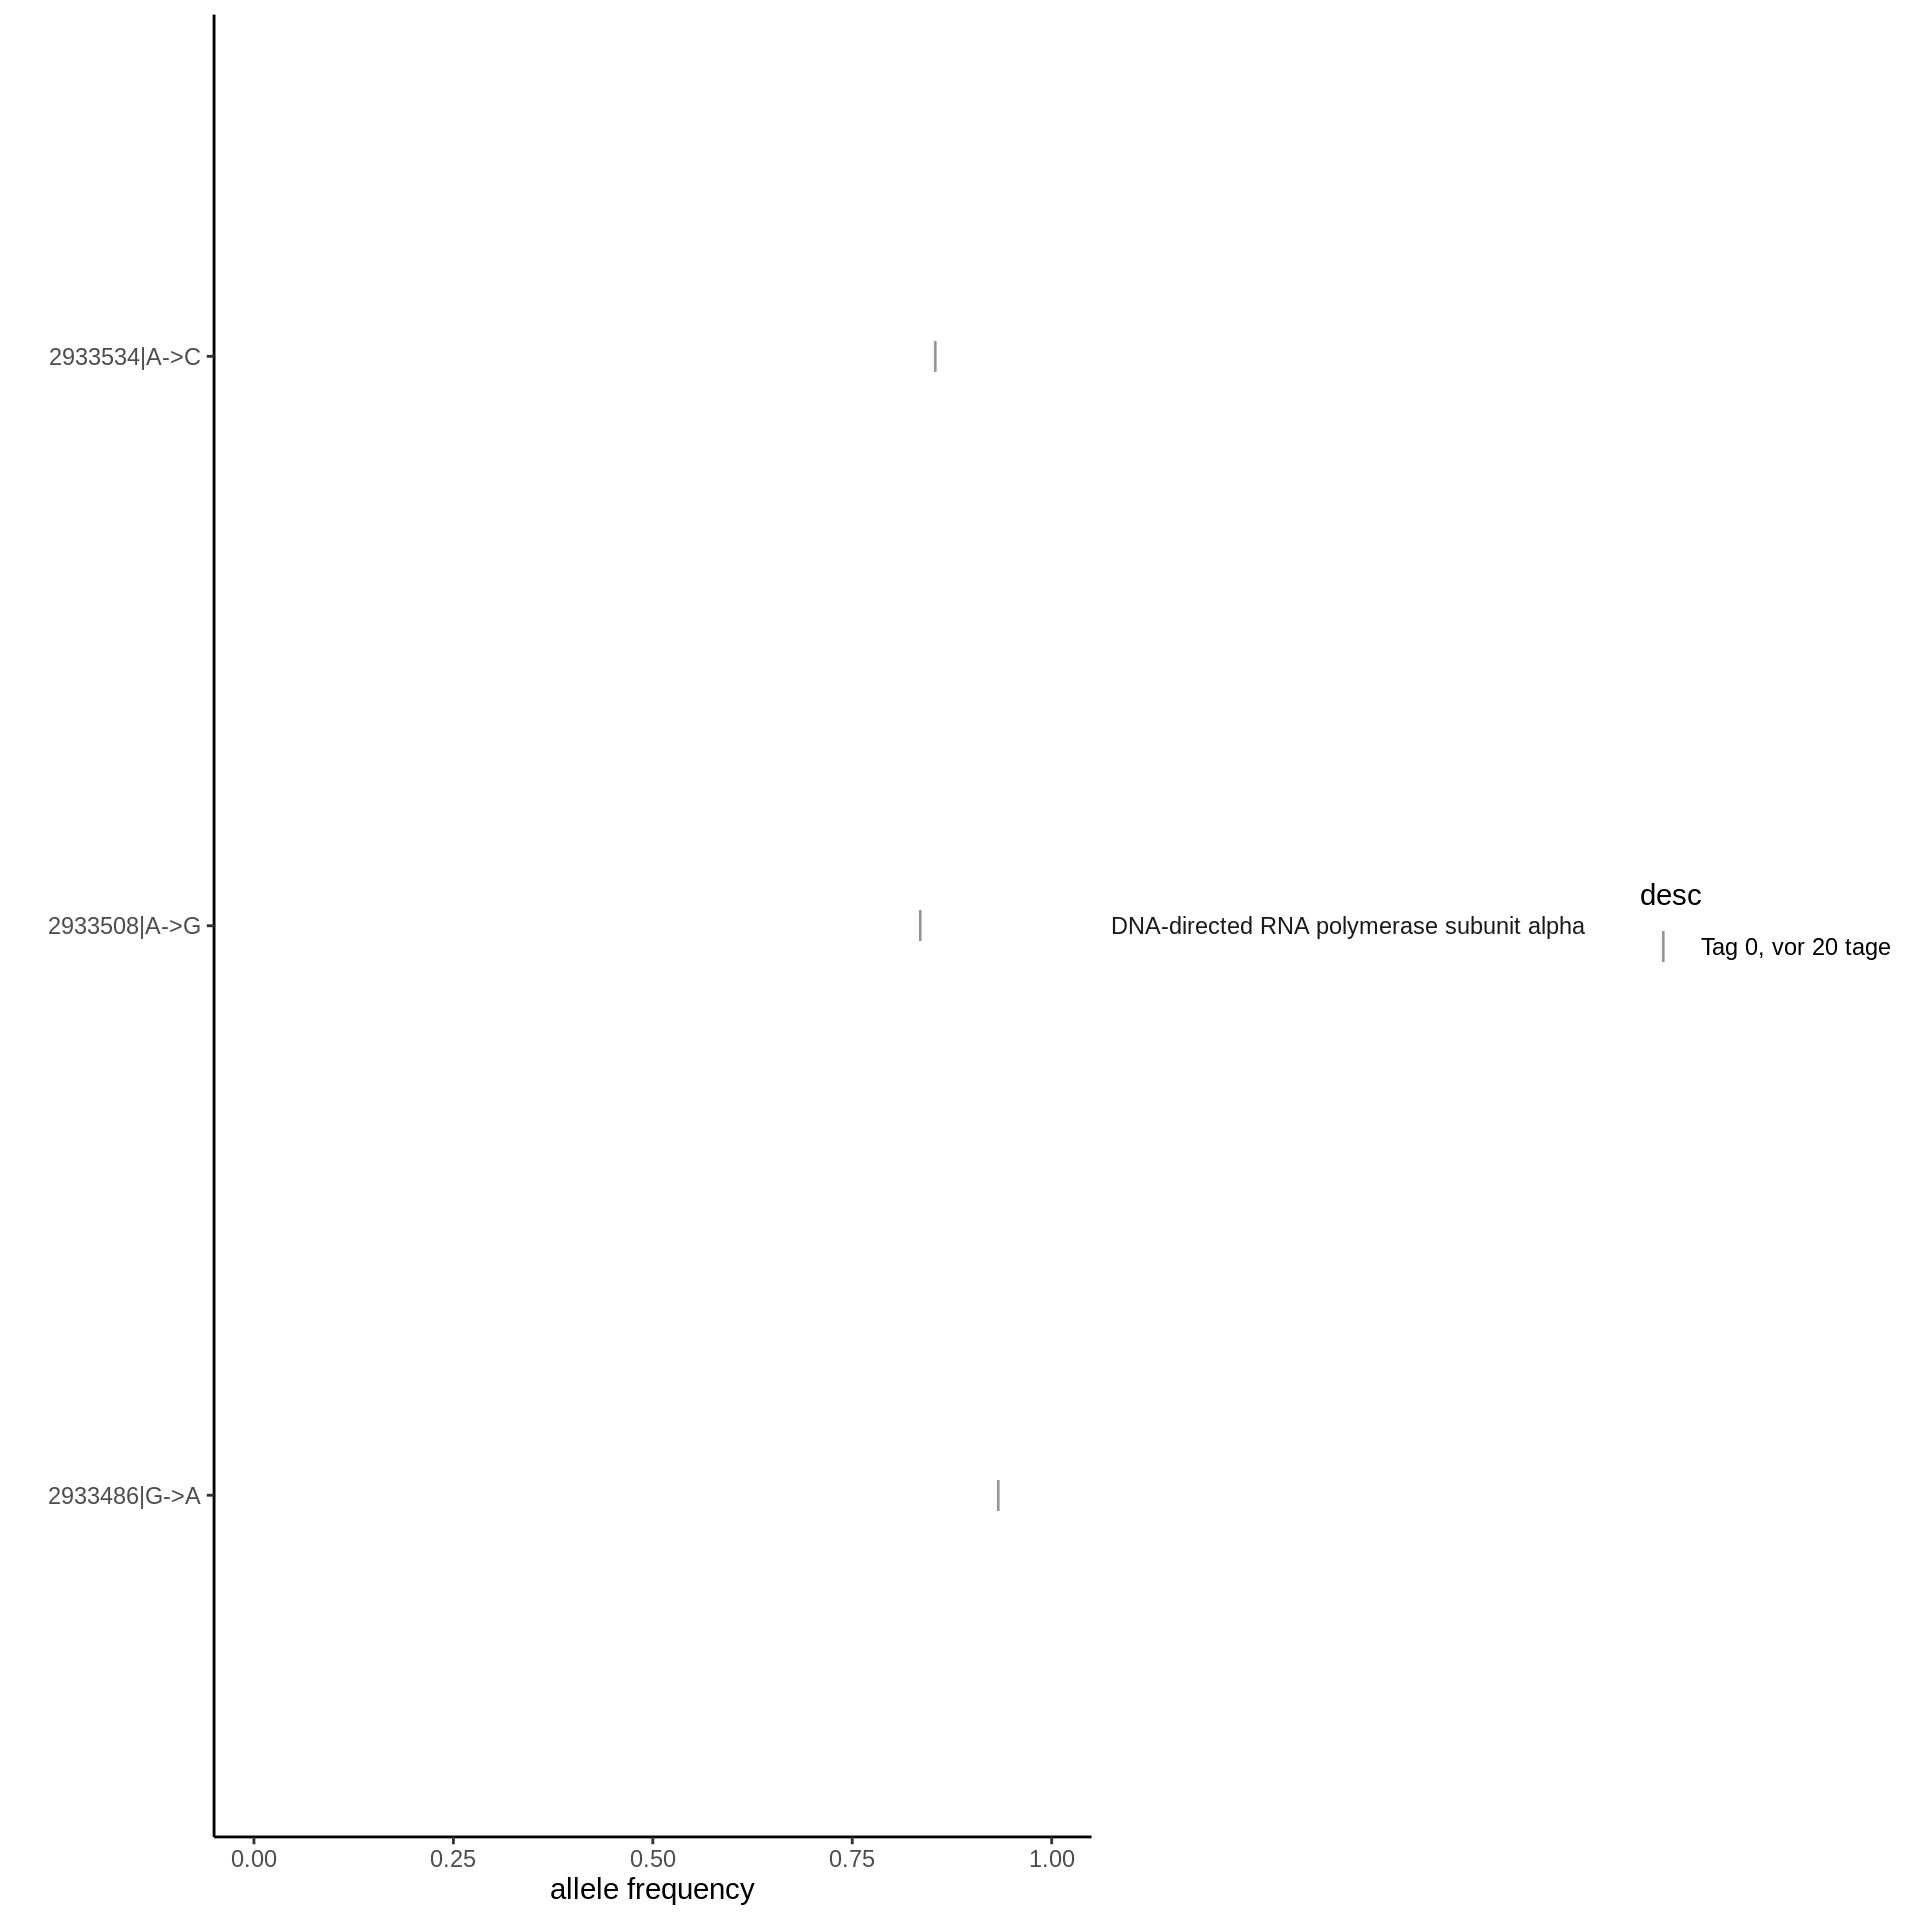 2933534|A->C
2933508|A->G
DNA-directed RNA polymerase subunit alpha
desc
Tag 0, vor 20 tage
2933486|G->A
0.00 0.25 0.50 0.75 1.00
allele frequency